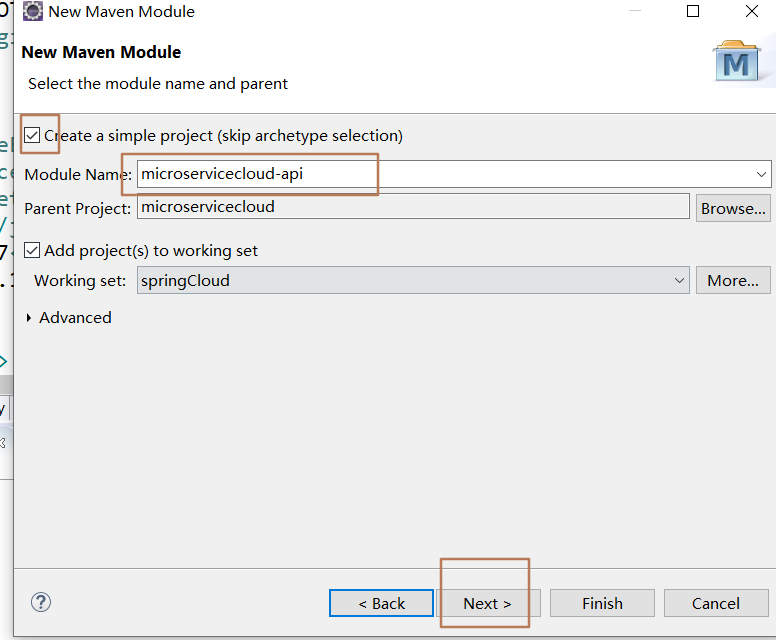 New Maven Module
New Maven Module
Select the module name and parent
Create a simple project (skip archetype selection)
Module Name: microservicecloud-api
Parent Project: microservicecloud Browse...
Add project(s) to working set
Working set: springCloud More...
Advanced
< Back Next > Finish Cancel